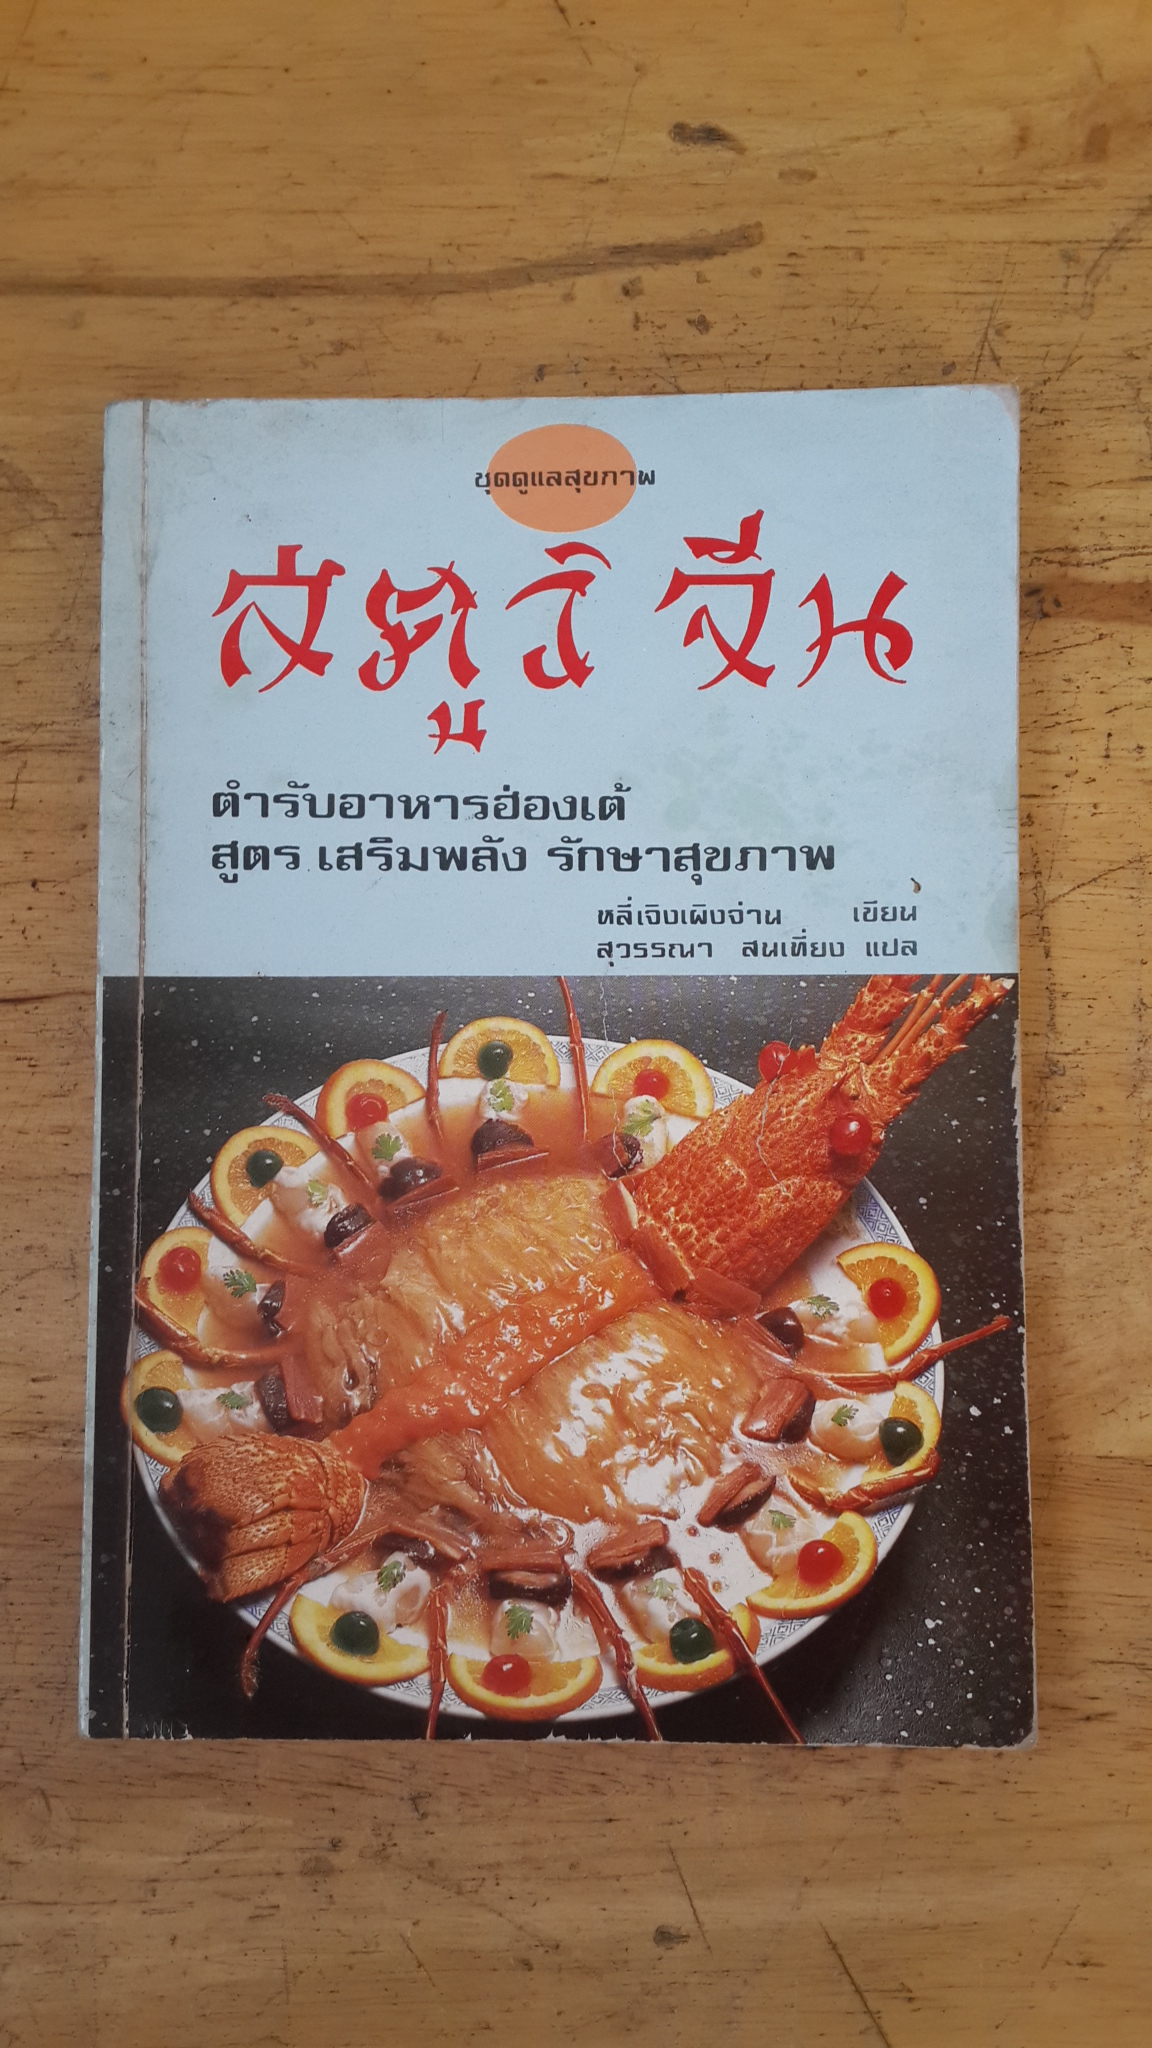 ชุดดูแลสุขภาพ
สตูว์ จีน
ตำรับอาหารฮ่องเต้
สูตร เสริมพลัง รักษาสุขภาพ
หลี่เจิงเผิงจ่าน เขียน
สุวรรณา สนเที่ยง แปล